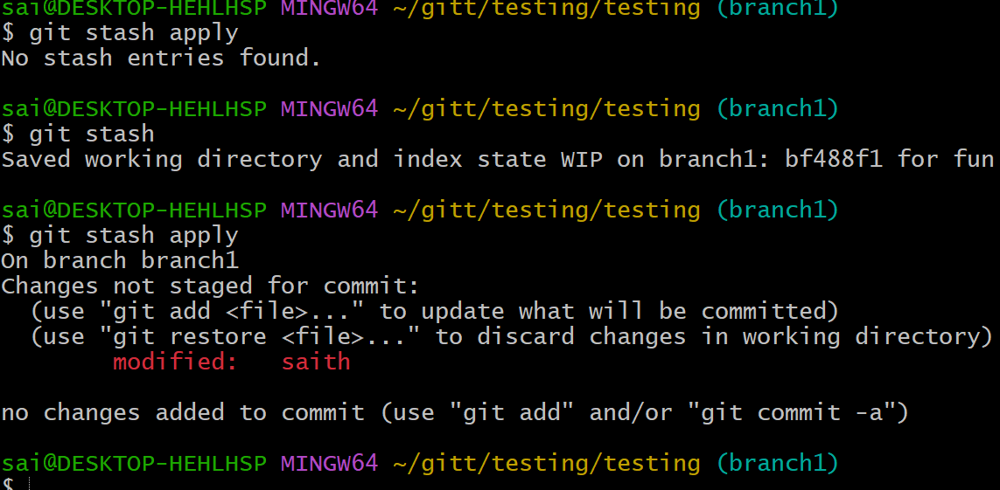 sai@DESKTOP-HEHLHSP MINGW64 ~/gitt/testing/testing (branch1)
$ git stash apply
No stash entries found.
sai@DESKTOP-HEHLHSP MINGW64 ~/gitt/testing/testing (branch1)
$ git stash
Saved working directory and index state WIP on branch1: bf488f1 for fun
sai@DESKTOP-HEHLHSP MINGW64 ~/gitt/testing/testing (branch1)
$ git stash apply
On branch branch1
Changes not staged for commit:
  (use "git add <file>..." to update what will be committed)
  (use "git restore <file>..." to discard changes in working directory)
        modified:   saith
no changes added to commit (use "git add" and/or "git commit -a")
sai@DESKTOP-HEHLHSP MINGW64 ~/gitt/testing/testing (branch1)
$